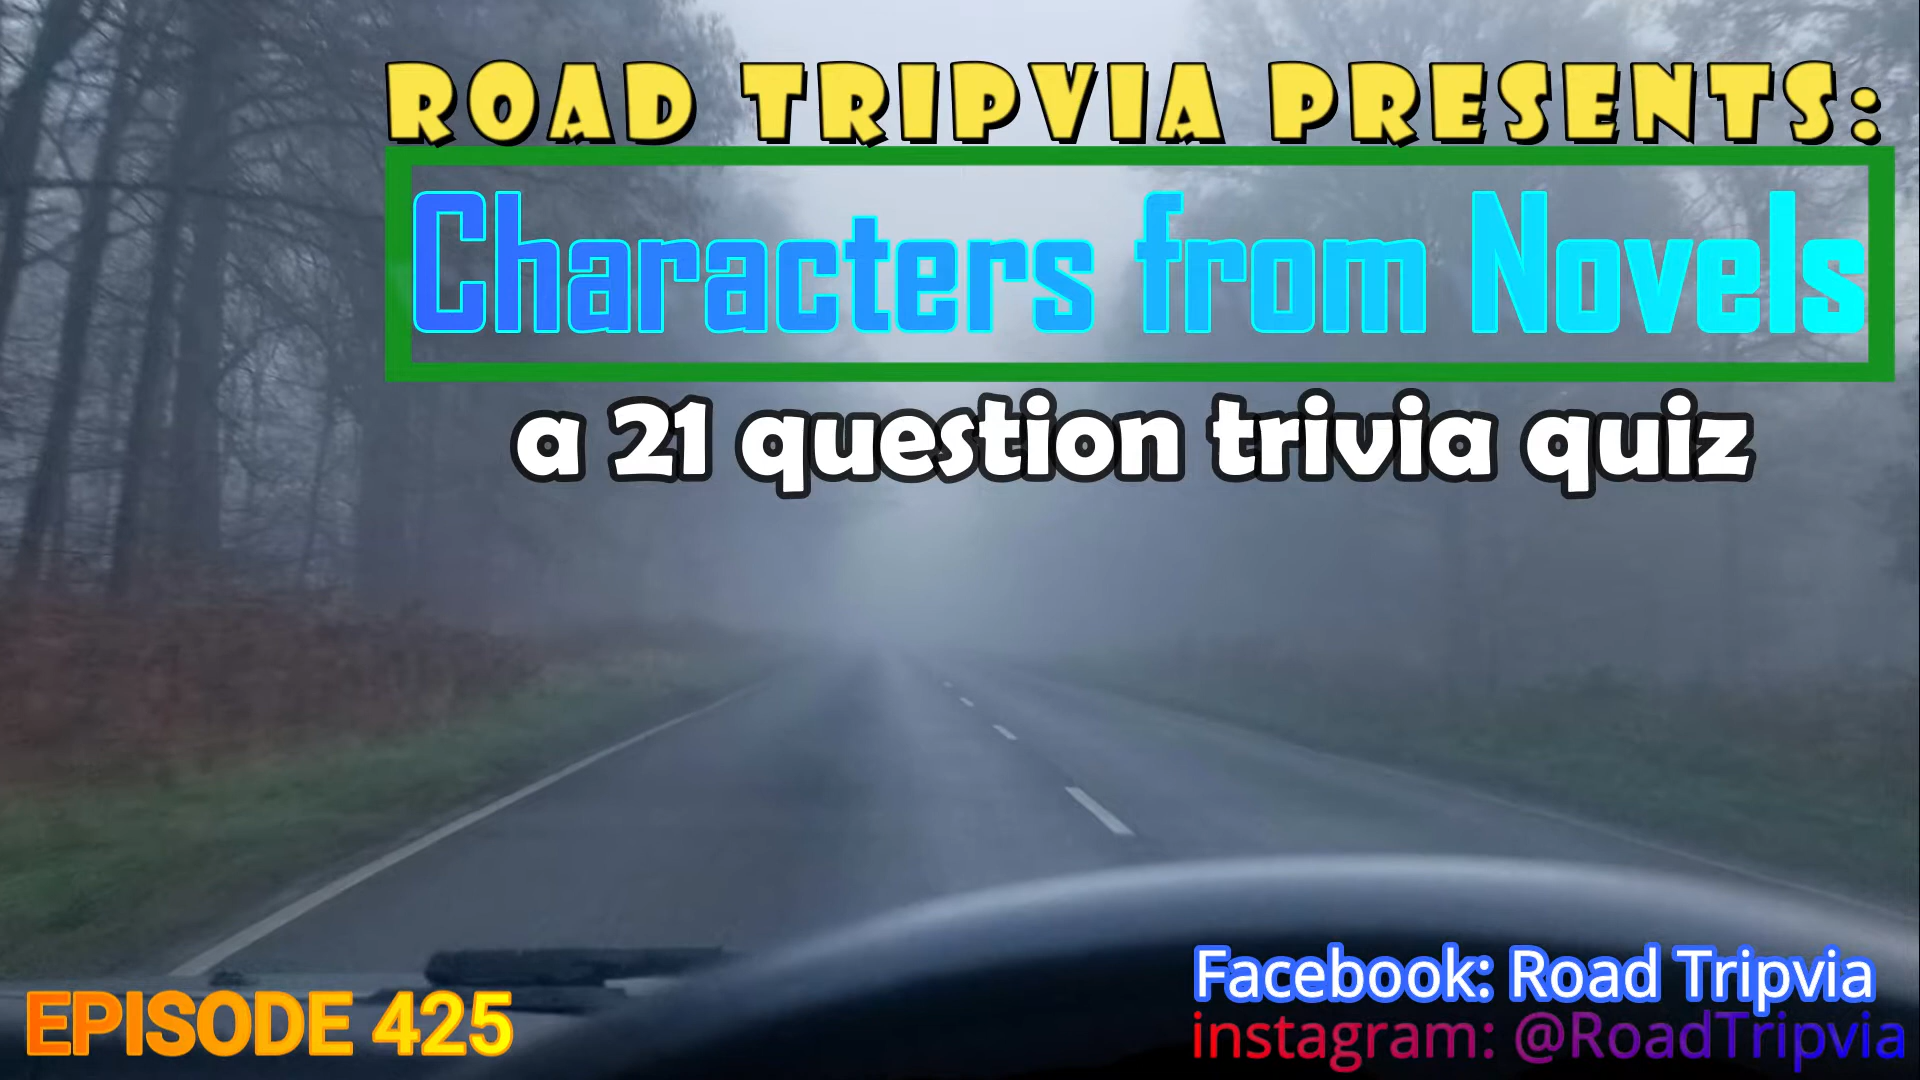 ROAD TRIPVIA PRESENTS:
Characters from Novels
a 21 question trivia quiz
EPISODE 425
Facebook: Road Tripvia
instagram: @RoadTripvia